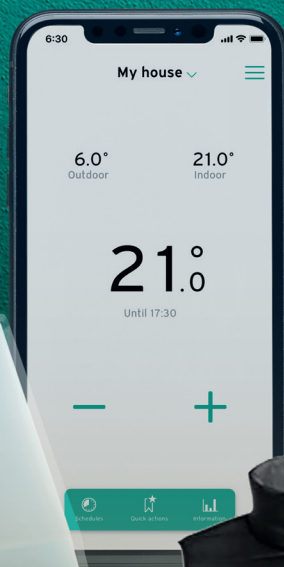 6:30
My house
6.0° 21.0°
Outdoor Indoor
21.0°
Until 17:30
Schedules Quick actions Information